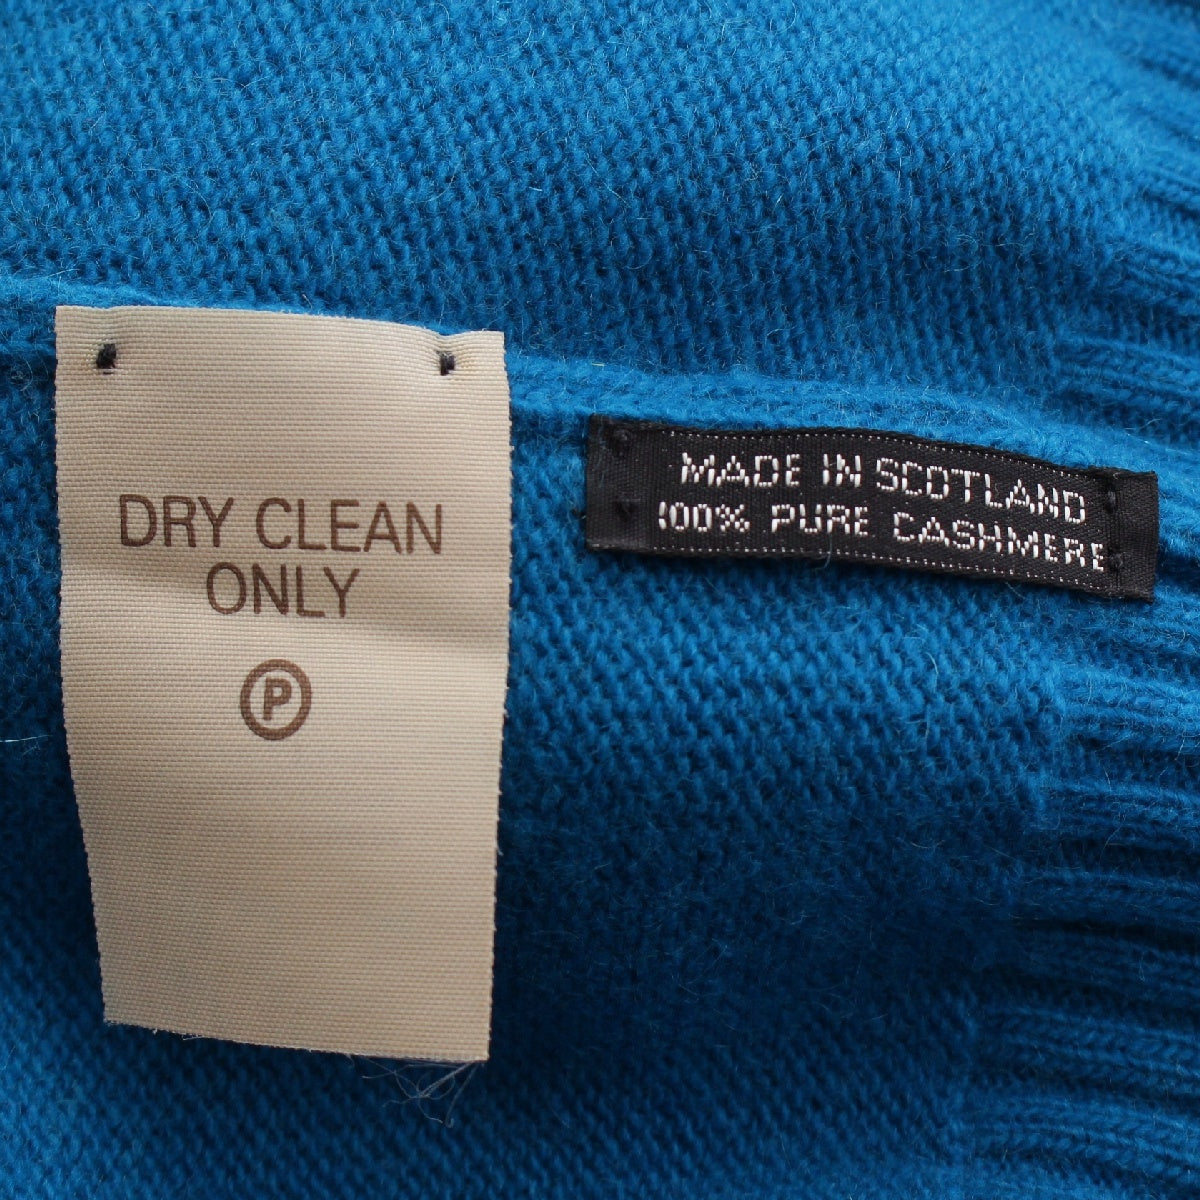 DRY CLEAN
ONLY
P
MADE IN SCOTLAND
100% PURE CASHMERE